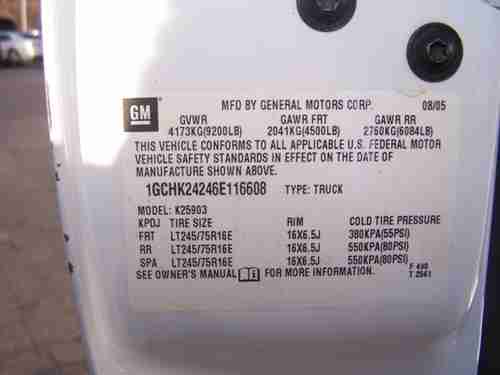 GM
MFD BY GENERAL MOTORS CORP. 08/05
GVWR GAWR FRT GAWR RR
4173KG(9200LB) 2041KG(4500LB) 2760KG(6084LB)
THIS VEHICLE CONFORMS TO ALL APPLICABLE U.S. FEDERAL MOTOR
VEHICLE SAFETY STANDARDS IN EFFECT ON THE DATE OF
MANUFACTURE SHOWN ABOVE.
1GCHK24246E116608 TYPE: TRUCK
MODEL: K25903
KPOJ TIRE SIZE RIM COLD TIRE PRESSURE
FRT LT245/75R16E 16X6.5J 380KPA(55PSI)
RR LT245/75R16E 16X6.5J 550KPA(80PSI)
SPA LT245/75R16E 16X6.5J 550KPA(80PSI)
SEE OWNER'S MANUAL FOR MORE INFORMATION.
F 490
T 2561